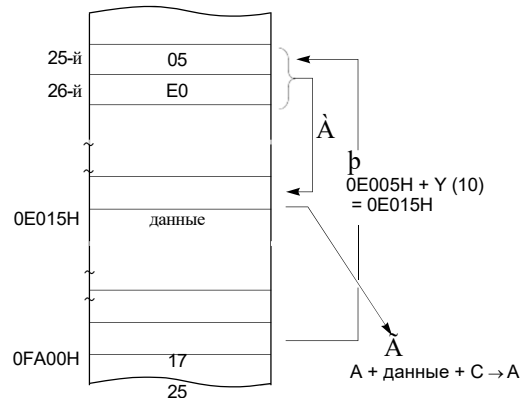 25-й 05
26-й E0
À
þ
0E005H + Y (10)
= 0E015H
0E015H данные
Ã
0FA00H 17
A + данные + C → A
25